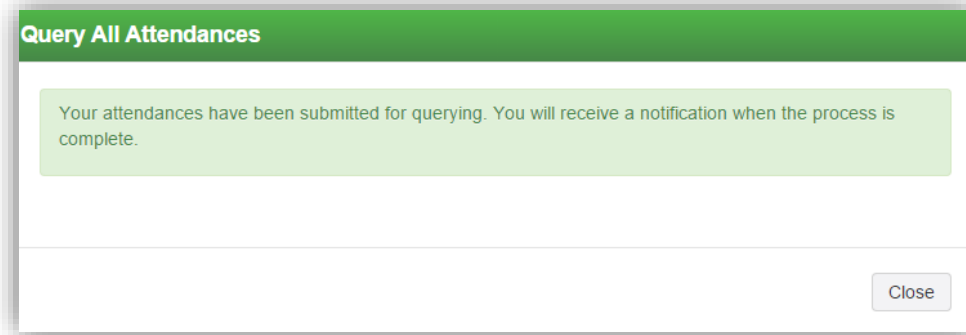 Query All Attendances
Your attendances have been submitted for querying. You will receive a notification when the process is
complete.
Close